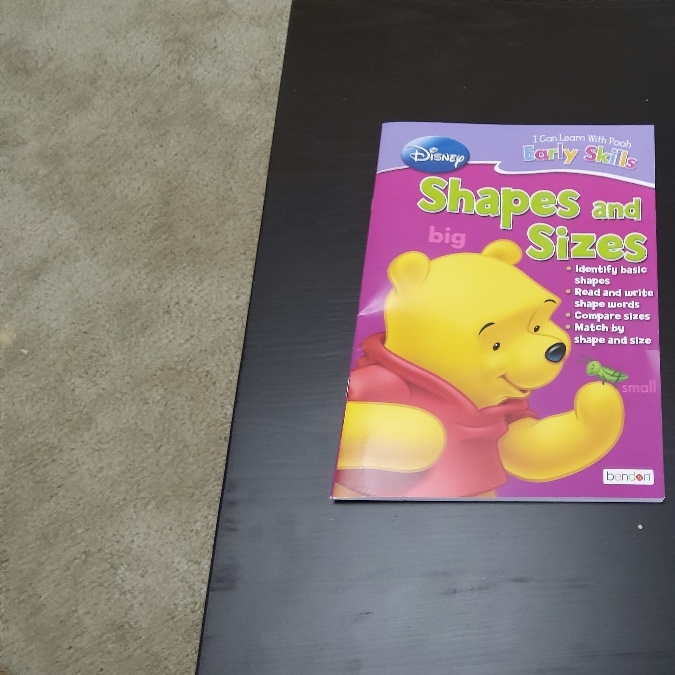 Disney
I Can Learn With Pooh
Early Skills
Shapes and
Sizes
big
• Identify basic
shapes
• Read and write
shape words
• Compare sizes
• Match by
shape and size
small
bendon